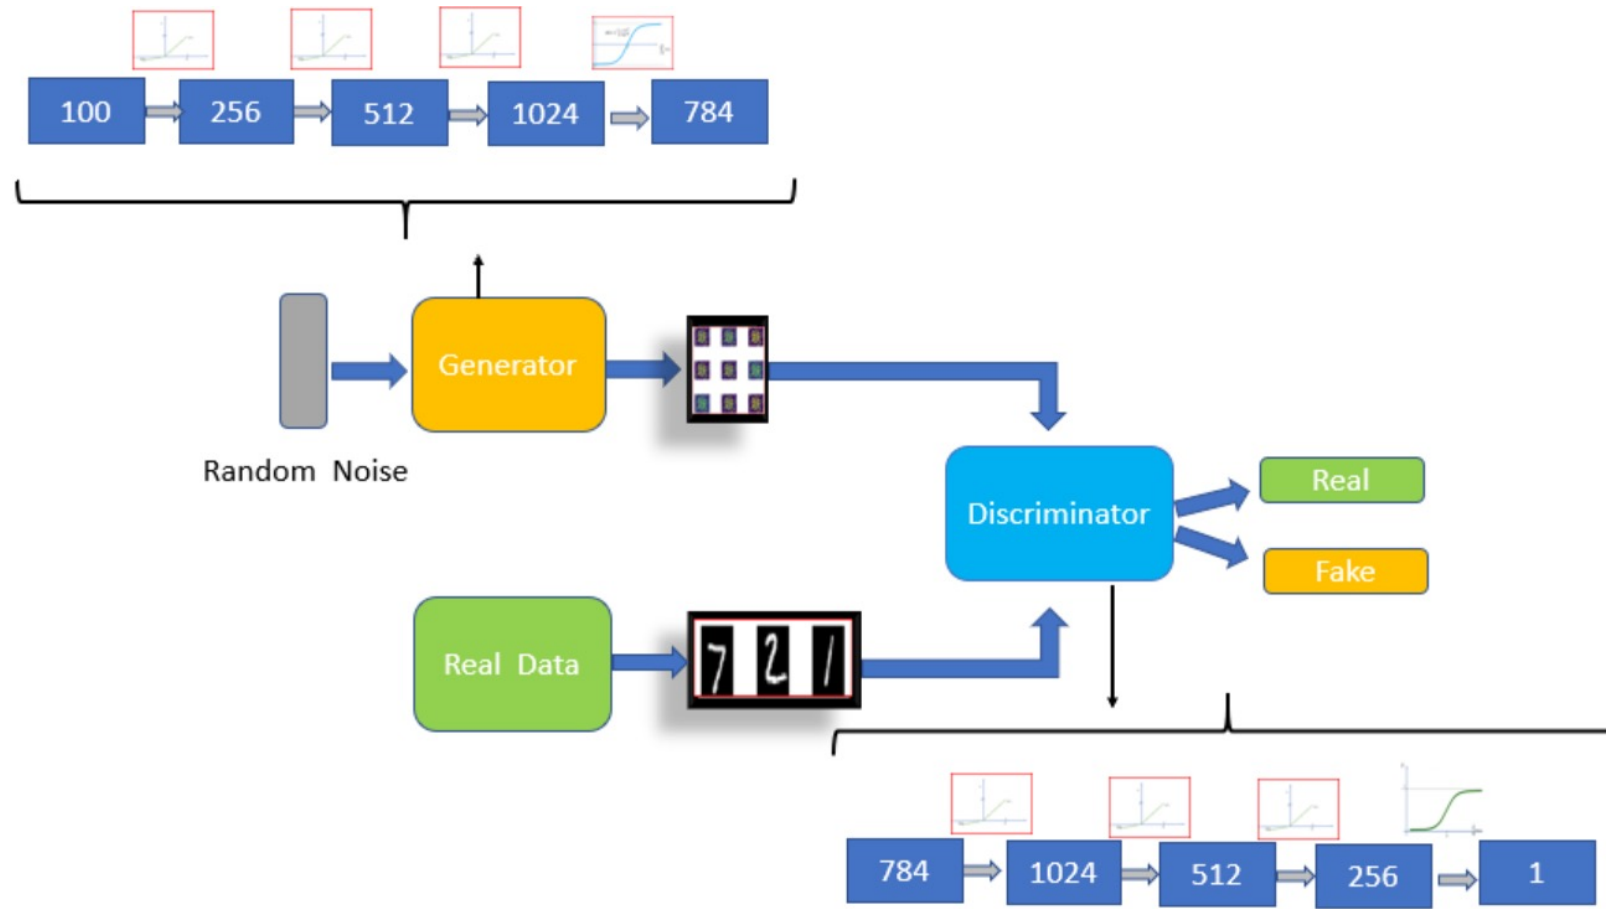 100 256 512 1024 784
Generator
Random Noise
Discriminator
Real
Fake
Real Data
7 2 1
784 1024 512 256 1